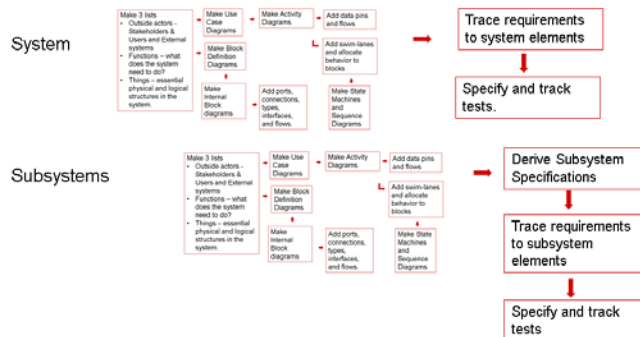 System
Make 3 lists
• Outside actors -
Stakeholders &
Users and External
systems
• Functions – what
does the system
need to do?
• Things – essential
physical and logical
structures in the
system.
Make Use
Case
Diagrams
Make Activity
Diagrams
Add data pins
and flows
Make Block
Definition
Diagrams
Add swim-lanes
and allocate
behavior to
blocks
Make
Internal
Block
diagrams
Add ports,
connections,
types,
interfaces, and
flows.
Make State
Machines
and
Sequence
Diagrams
Trace requirements
to system elements
Specify and track
tests.
Subsystems
Make 3 lists
• Outside actors -
Stakeholders &
Users and External
systems
• Functions – what
does the system
need to do?
• Things – essential
physical and logical
structures in the
system.
Make Use
Case
Diagrams
Make Activity
Diagrams
Add data pins
and flows
Make Block
Definition
Diagrams
Add swim-lanes
and allocate
behavior to
blocks
Make
Internal
Block
diagrams
Add ports,
connections,
types,
interfaces,
and flows.
Make State
Machines
and
Sequence
Diagrams
Derive Subsystem
Specifications
Trace requirements
to subsystem
elements
Specify and track
tests